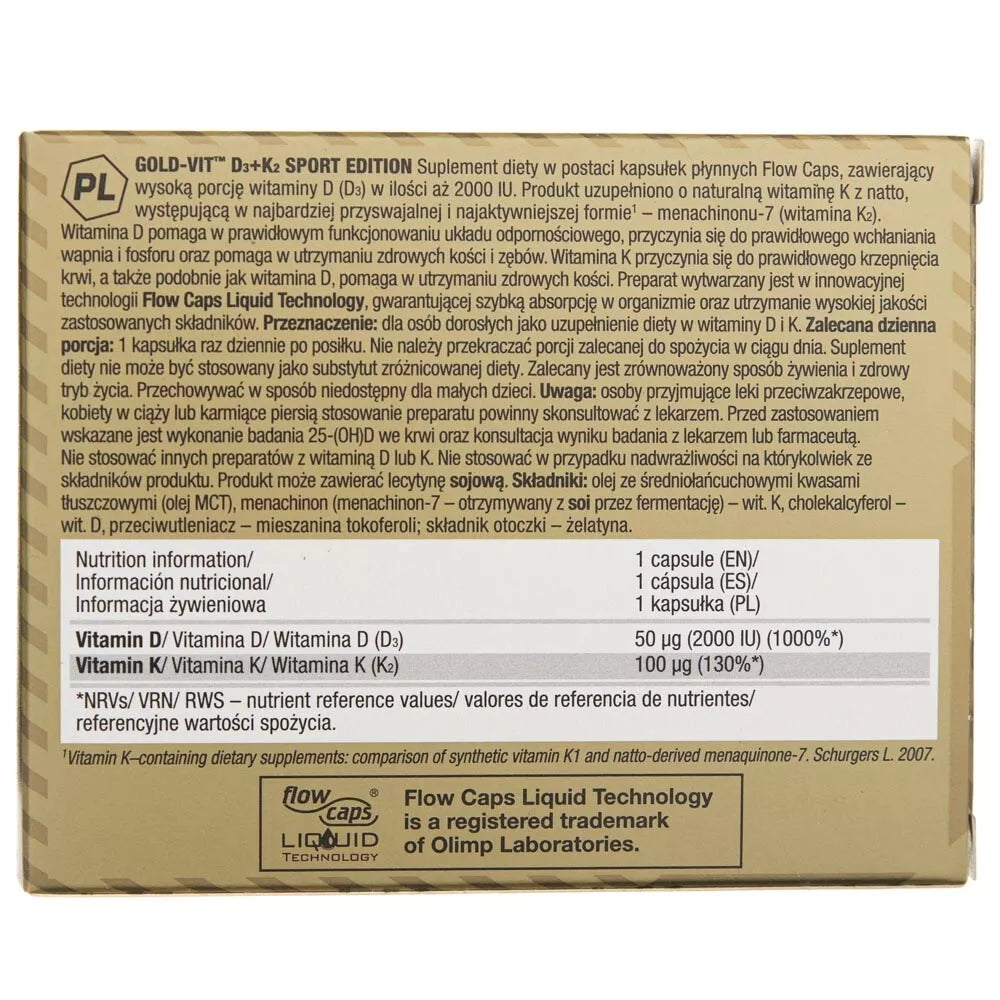 PL
GOLD-VIT™ D₃+K₂ SPORT EDITION Suplement diety w postaci kapsułek płynnych Flow Caps, zawierający
wysoką porcję witaminy D (D₃) w ilości aż 2000 IU. Produkt uzupełniono o naturalną witaminę K z natto,
występującą w najbardziej przyswajalnej i najaktywniejszej formie¹ – menachinonu-7 (witamina K₂).
Witamina D pomaga w prawidłowym funkcjonowaniu układu odpornościowego, przyczynia się do prawidłowego wchłaniania
wapnia i fosforu oraz pomaga w utrzymaniu zdrowych kości i zębów. Witamina K przyczynia się do prawidłowego krzepnięcia
krwi, a także podobnie jak witamina D, pomaga w utrzymaniu zdrowych kości. Preparat wytwarzany jest w innowacyjnej
technologii Flow Caps Liquid Technology, gwarantującej szybką absorpcję w organizmie oraz utrzymanie wysokiej jakości
zastosowanych składników. Przeznaczenie: dla osób dorosłych jako uzupełnienie diety w witaminy D i K. Zalecana dzienna
porcja: 1 kapsułka raz dziennie po posiłku. Nie należy przekraczać porcji zalecanej do spożycia w ciągu dnia. Suplement
diety nie może być stosowany jako substytut zróżnicowanej diety. Zalecany jest zrównoważony sposób żywienia i zdrowy
tryb życia. Przechowywać w sposób niedostępny dla małych dzieci. Uwaga: osoby przyjmujące leki przeciwzakrzepowe,
kobiety w ciąży lub karmiące piersią stosowanie preparatu powinny skonsultować z lekarzem. Przed zastosowaniem
wskazane jest wykonanie badania 25-(OH)D we krwi oraz konsultacja wyniku badania z lekarzem lub farmaceutą.
Nie stosować innych preparatów z witaminą D lub K. Nie stosować w przypadku nadwrażliwości na którykolwiek ze
składników produktu. Produkt może zawierać lecytynę sojową. Składniki: olej ze średniołańcuchowymi kwasami
tłuszczowymi (olej MCT), menachinon (menachinon-7 – otrzymywany z soi przez fermentację) – wit. K, cholekalcyferol –
wit. D, przeciwutleniacz – mieszanina tokoferoli; składnik otoczki – żelatyna.
Nutrition information/ 1 capsule (EN)/
Información nutricional/ 1 cápsula (ES)/
Informacja żywieniowa 1 kapsułka (PL)
Vitamin D/ Vitamina D/ Witamina D (D₃) 50 µg (2000 IU) (1000%*)
Vitamin K/ Vitamina K/ Witamina K (K₂) 100 µg (130%*)
*NRVs/ VRN/ RWS – nutrient reference values/ valores de referencia de nutrientes/
referencyjne wartości spożycia.
¹Vitamin K–containing dietary supplements: comparison of synthetic vitamin K1 and natto-derived menaquinone-7. Schurgers L. 2007.
flow caps®
LIQUID
TECHNOLOGY
Flow Caps Liquid Technology
is a registered trademark
of Olimp Laboratories.